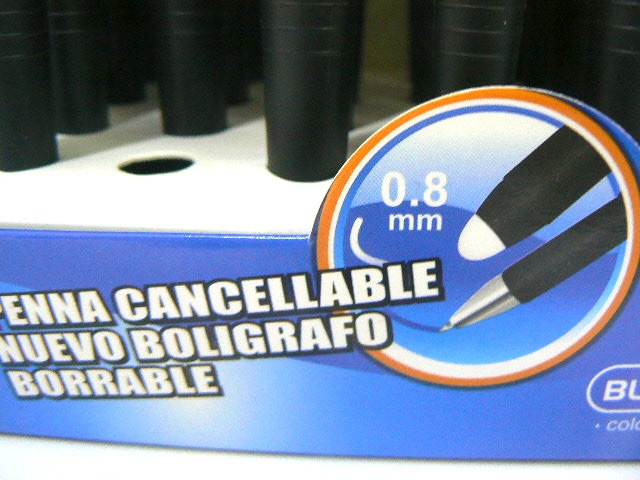 0.8
mm
PENNA CANCELLABLE
NUEVO BOLIGRAFO
BORRABLE